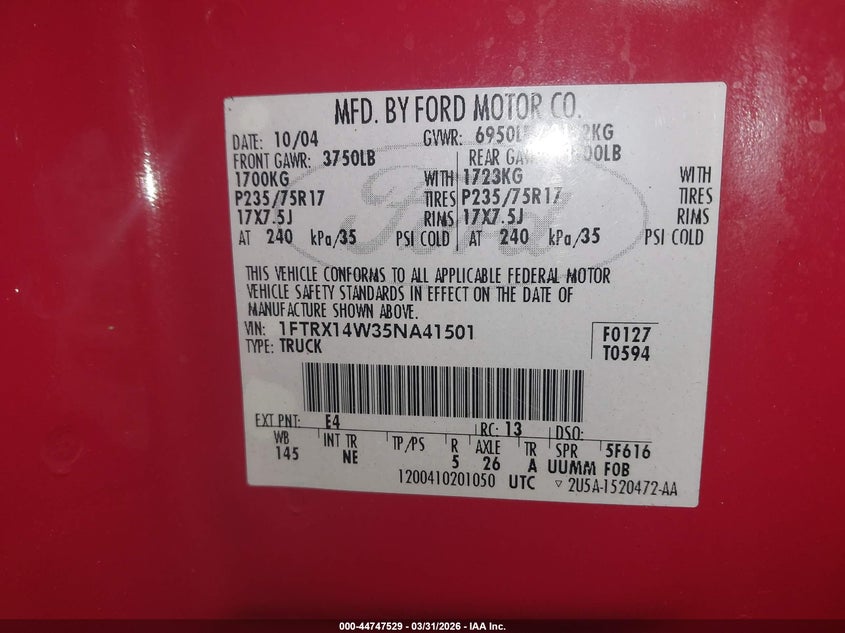 MFD. BY FORD MOTOR CO.
DATE: 10/04 GVWR: 6950L 2KG
FRONT GAWR: 3750LB REAR GAW 00LB
1700KG WITH 1723KG WITH
P235/75R17 TIRES P235/75R17 TIRES
17X7.5J RIMS 17X7.5J RIMS
AT 240 kPa/35 PSI COLD AT 240 kPa/35 PSI COLD
Ford
THIS VEHICLE CONFORMS TO ALL APPLICABLE FEDERAL MOTOR
VEHICLE SAFETY STANDARDS IN EFFECT ON THE DATE OF
MANUFACTURE SHOWN ABOVE.
VIN: 1FTRX14W35NA41501 F0127
TYPE: TRUCK T0594
EXT PNT: E4 RC: 13 DSO:
WB INT TR TP/PS R AXLE TR SPR 5F616
145 NE 5 26 A UUMM FOB
1200410201050 UTC ▽ 2U5A-1520472-AA
000-44747529 — 03/31/2026 — IAA Inc.